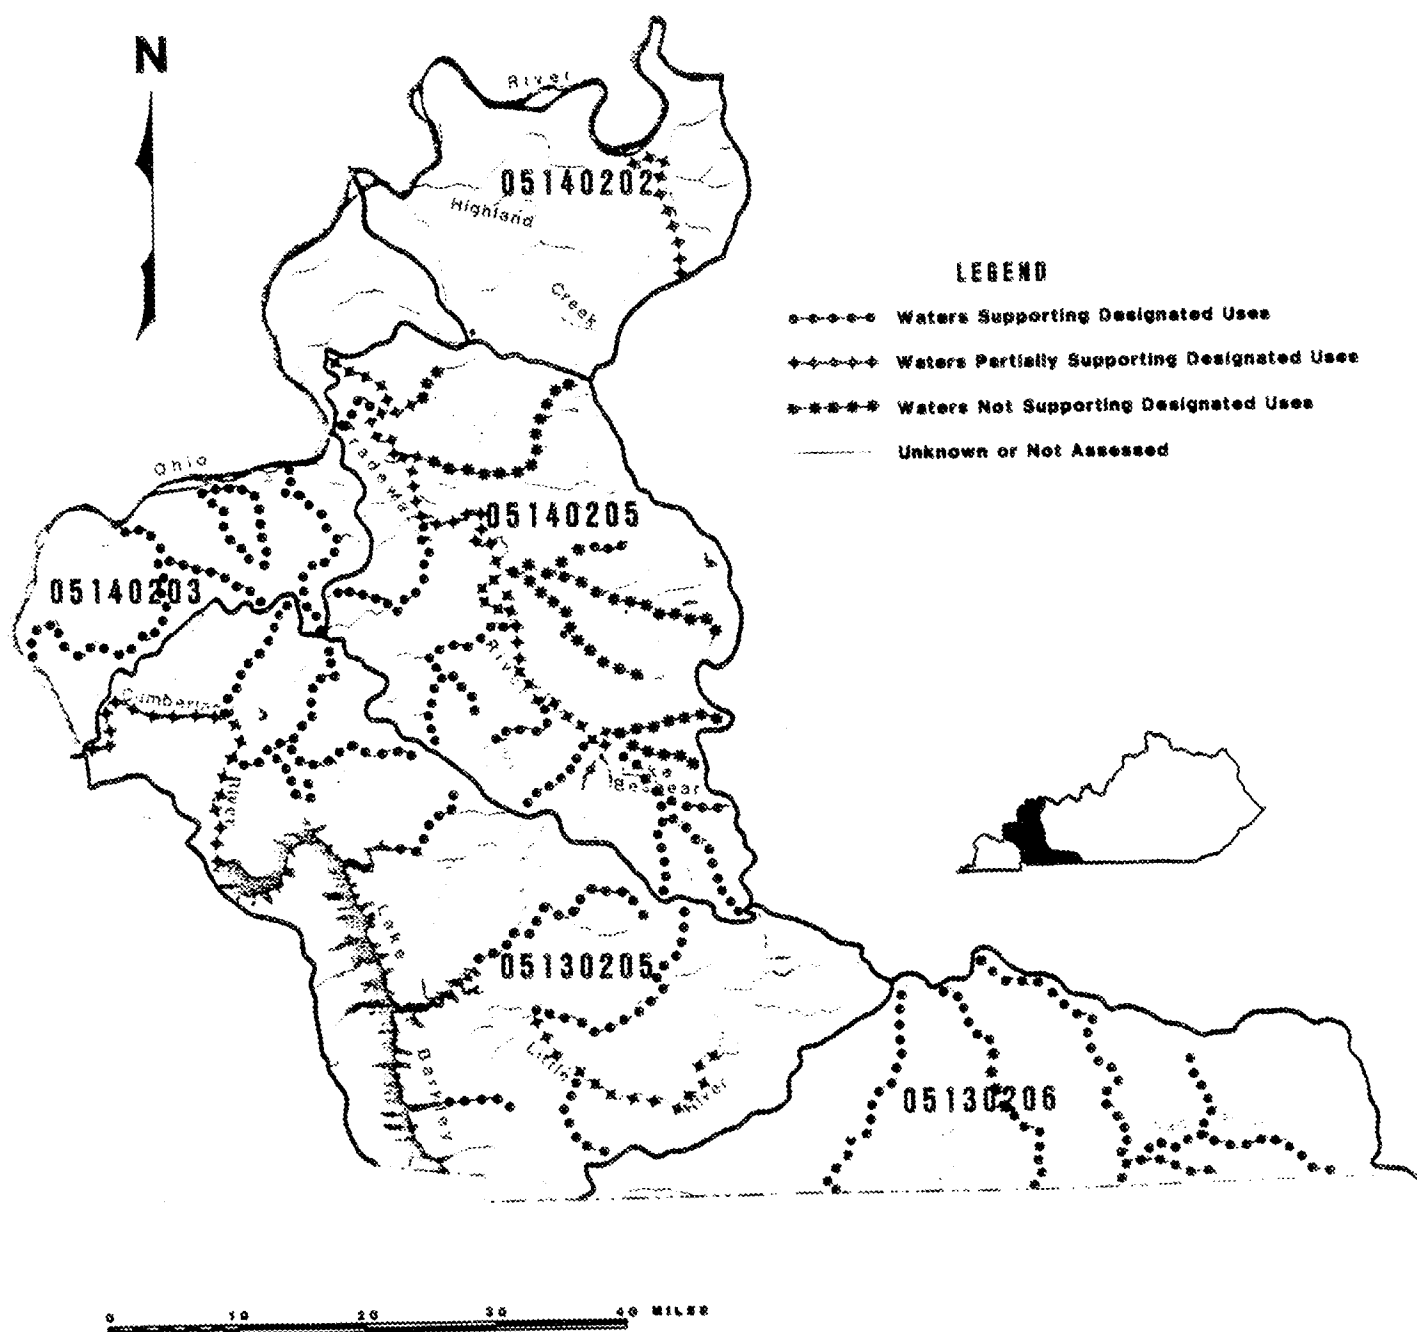 N
River
05140202
Highland
Creek
LEGEND
Waters Supporting Designated Uses
Waters Partially Supporting Designated Uses
Waters Not Supporting Designated Uses
Unknown or Not Assessed
Ohio
05140205
05140203
River
Lake
05130205
Barkley
Little
River
05130206
0 10 20 30 40 MILES